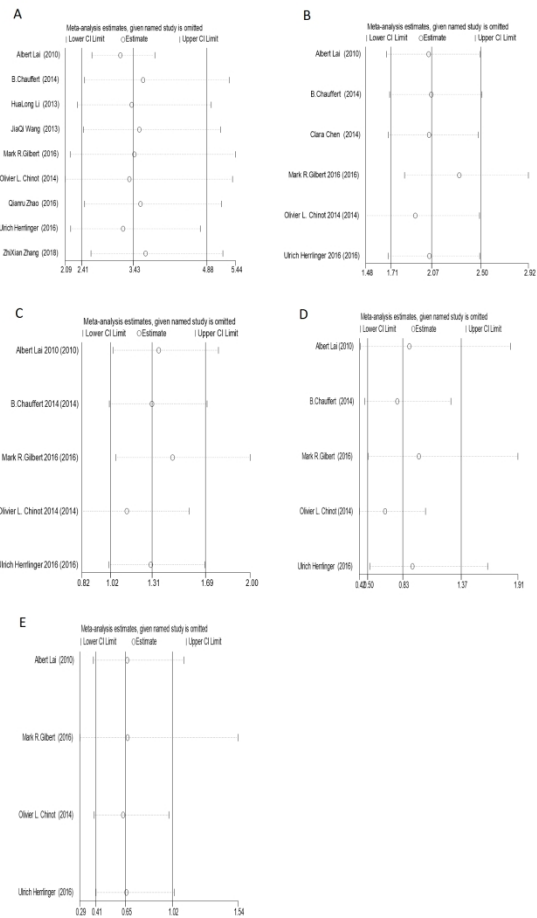 A
Meta-analysis estimates, given named study is omitted
Lower CI Limit Estimate Upper CI Limit
Albert Lai (2010)
B.Chauffert (2014)
HuaLong Li (2013)
JiaQi Wang (2013)
Mark R.Gilbert (2016)
Olivier L. Chinot (2014)
Qianru Zhao (2016)
Ulrich Herrlinger (2016)
ZhiXian Zhang (2018)
2.09 2.41 3.43 4.88 5.44
B
Meta-analysis estimates, given named study is omitted
Lower CI Limit Estimate Upper CI Limit
Albert Lai (2010)
B.Chauffert (2014)
Clara Chen (2014)
Mark R.Gilbert 2016 (2016)
Olivier L. Chinot 2014 (2014)
Ulrich Herrlinger 2016 (2016)
1.48 1.71 2.07 2.50 2.92
C
Meta-analysis estimates, given named study is omitted
Lower CI Limit Estimate Upper CI Limit
Albert Lai 2010 (2010)
B.Chauffert 2014 (2014)
Mark R.Gilbert 2016 (2016)
Olivier L. Chinot 2014 (2014)
Ulrich Herrlinger 2016 (2016)
0.82 1.02 1.31 1.69 2.00
D
Meta-analysis estimates, given named study is omitted
Lower CI Limit Estimate Upper CI Limit
Albert Lai (2010)
B.Chauffert (2014)
Mark R.Gilbert (2016)
Olivier L. Chinot (2014)
Ulrich Herrlinger (2016)
0.50 0.83 1.37 1.91
E
Meta-analysis estimates, given named study is omitted
Lower CI Limit Estimate Upper CI Limit
Albert Lai (2010)
Mark R.Gilbert (2016)
Olivier L. Chinot (2014)
Ulrich Herrlinger (2016)
0.29 0.41 0.65 1.02 1.54